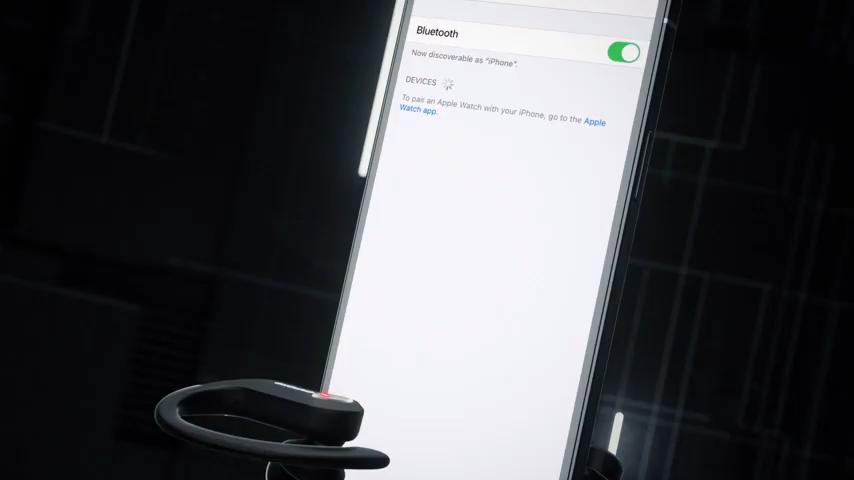 Bluetooth
Now discoverable as "iPhone".
DEVICES
To pair an Apple Watch with your iPhone, go to the Apple
Watch app.